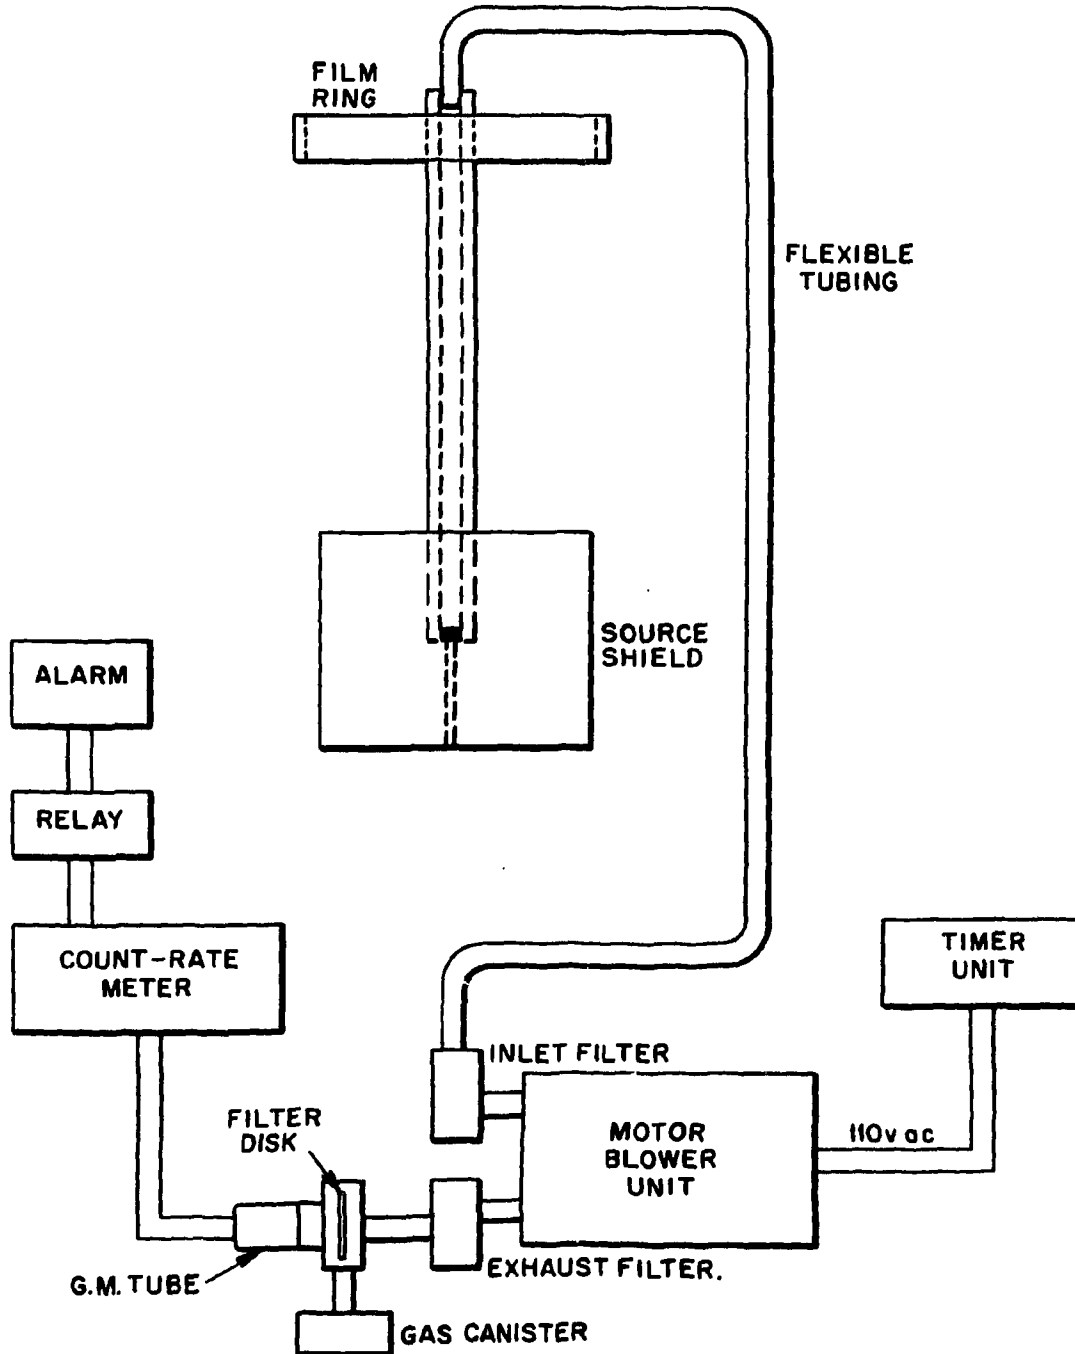 FILM
RING
FLEXIBLE
TUBING
SOURCE
SHIELD
ALARM
RELAY
COUNT-RATE
METER
TIMER
UNIT
INLET FILTER
FILTER
DISK
MOTOR
BLOWER
UNIT
110v ac
G.M. TUBE
EXHAUST FILTER.
GAS CANISTER